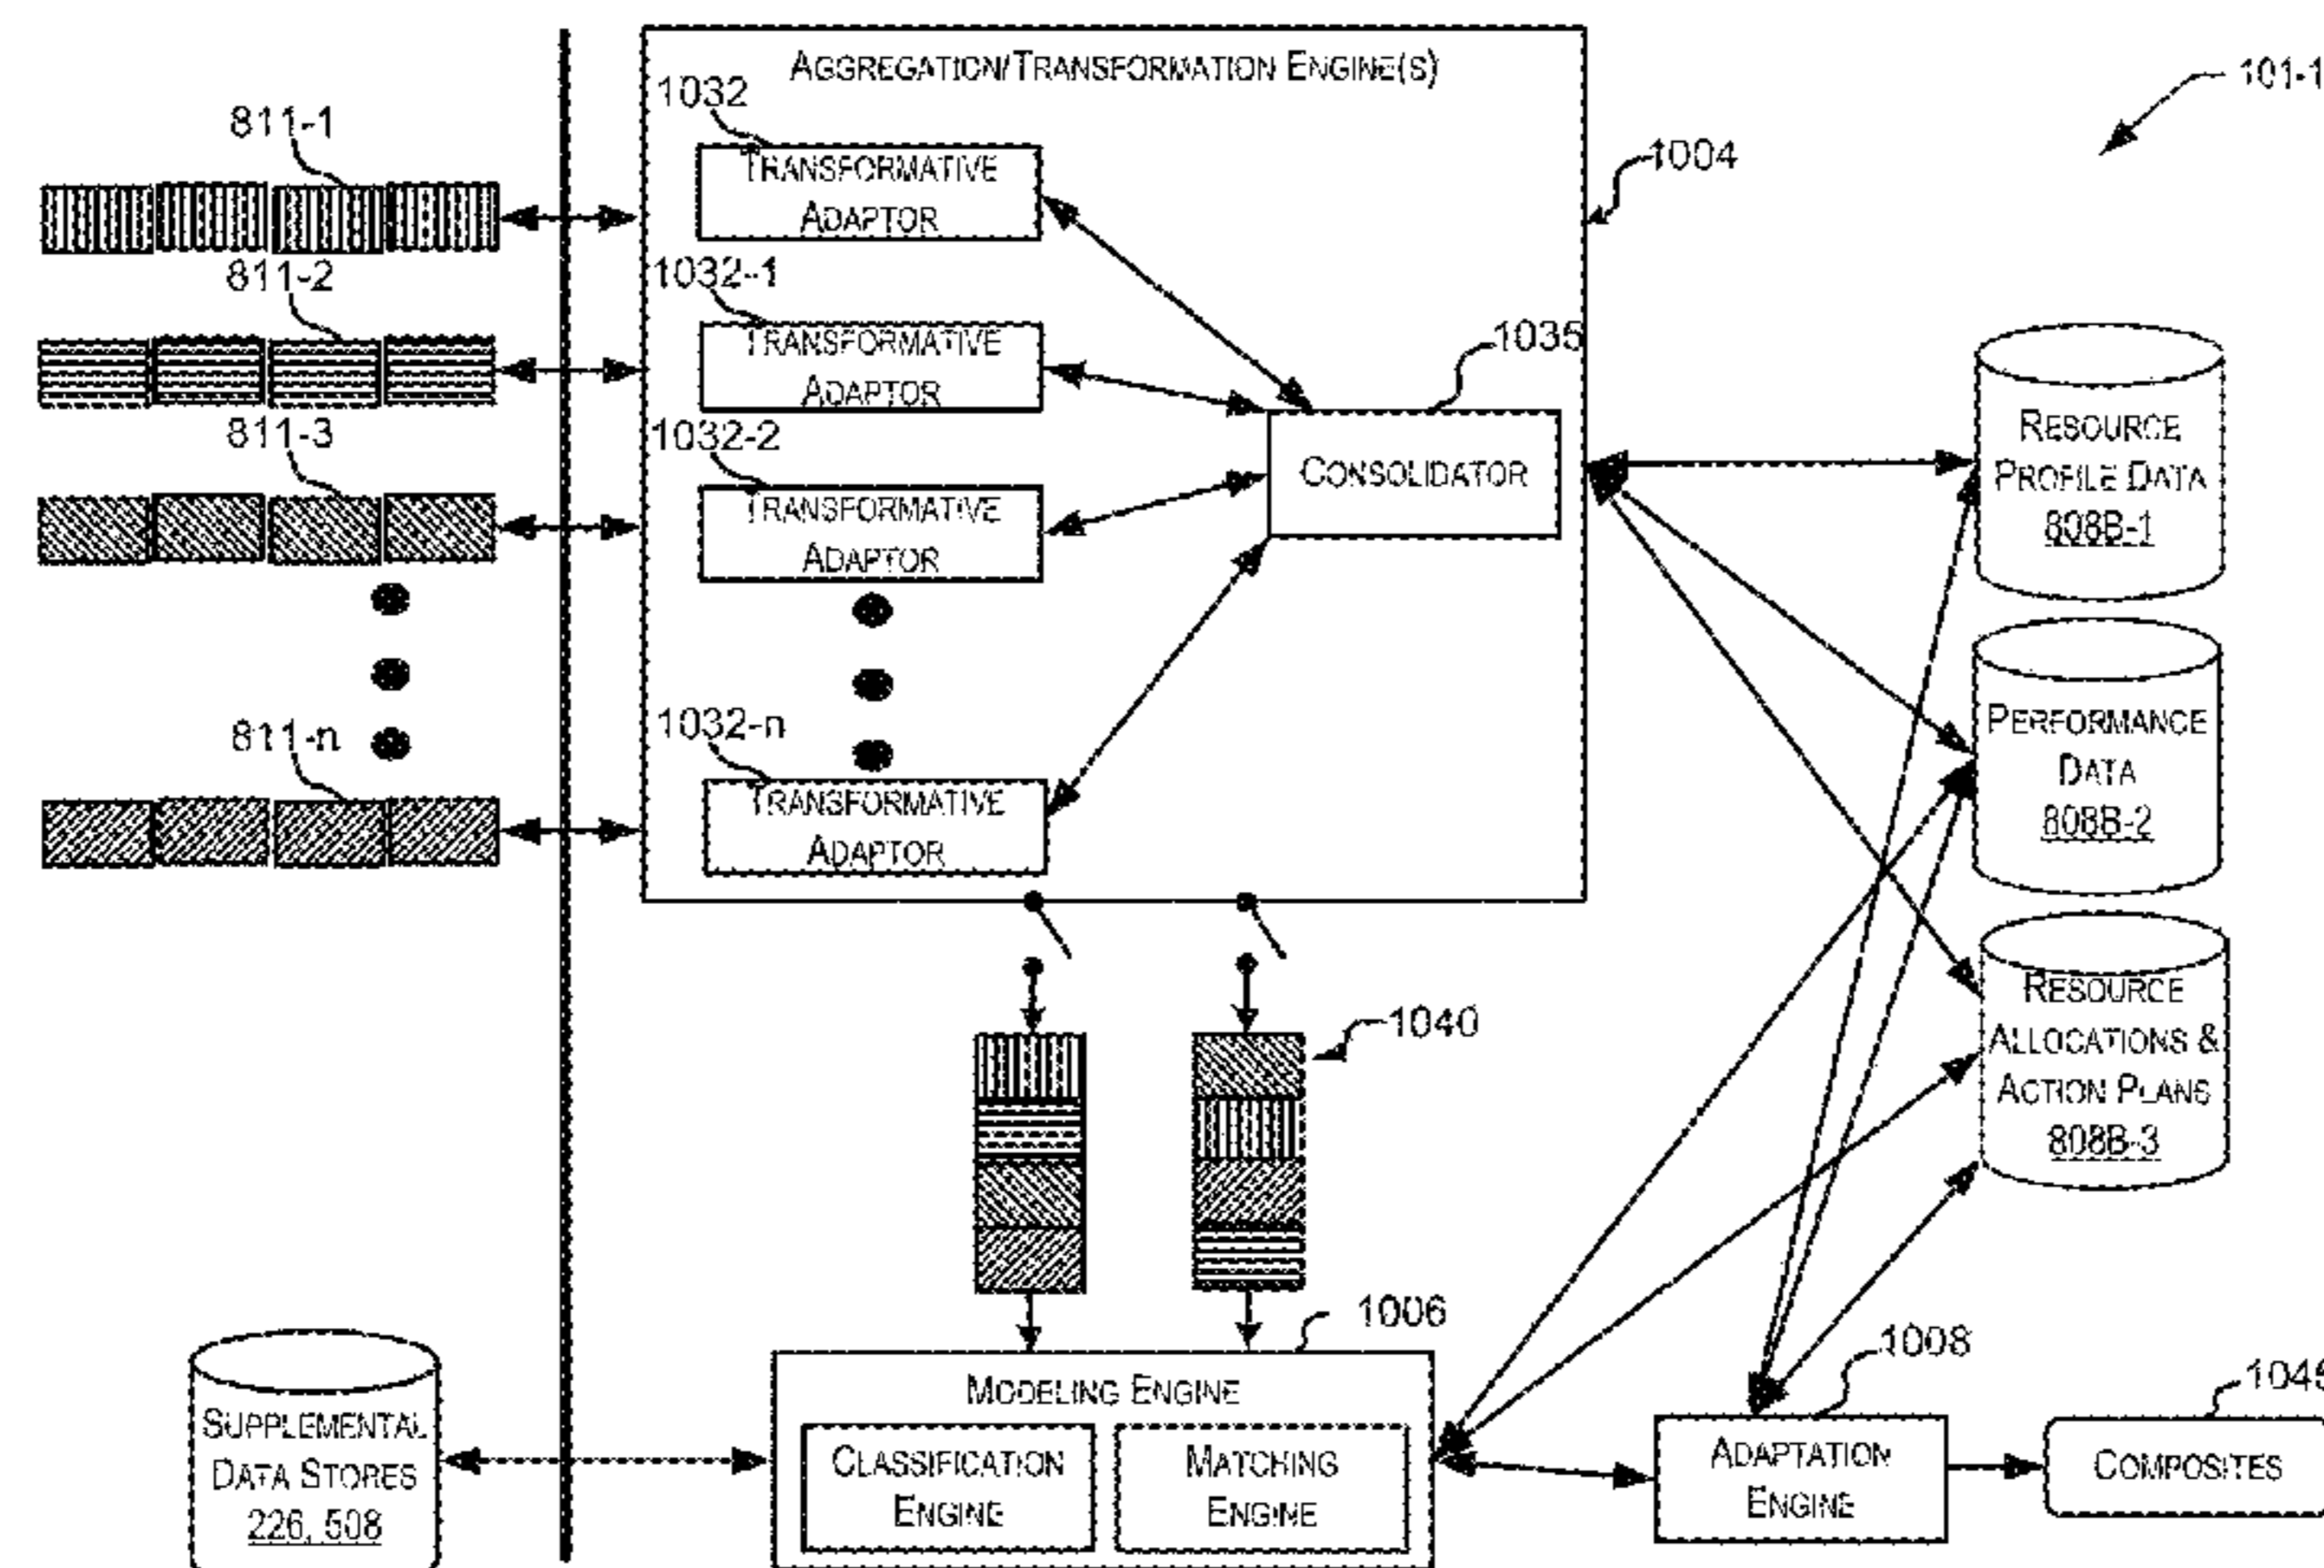 AGGREGATION/TRANSFORMATION ENGINE(S)
101-1
1004
811-1
811-2
811-3
811-n
1032
TRANSFORMATIVE
ADAPTOR
1032-1
TRANSFORMATIVE
ADAPTOR
1032-2
TRANSFORMATIVE
ADAPTOR
1032-n
TRANSFORMATIVE
ADAPTOR
1035
CONSOLIDATOR
RESOURCE
PROFILE DATA
808B-1
PERFORMANCE
DATA
808B-2
RESOURCE
ALLOCATIONS &
ACTION PLANS
808B-3
1040
SUPPLEMENTAL
DATA STORES
226, 508
1006
MODELING ENGINE
CLASSIFICATION
ENGINE
MATCHING
ENGINE
1008
ADAPTATION
ENGINE
COMPOSITES